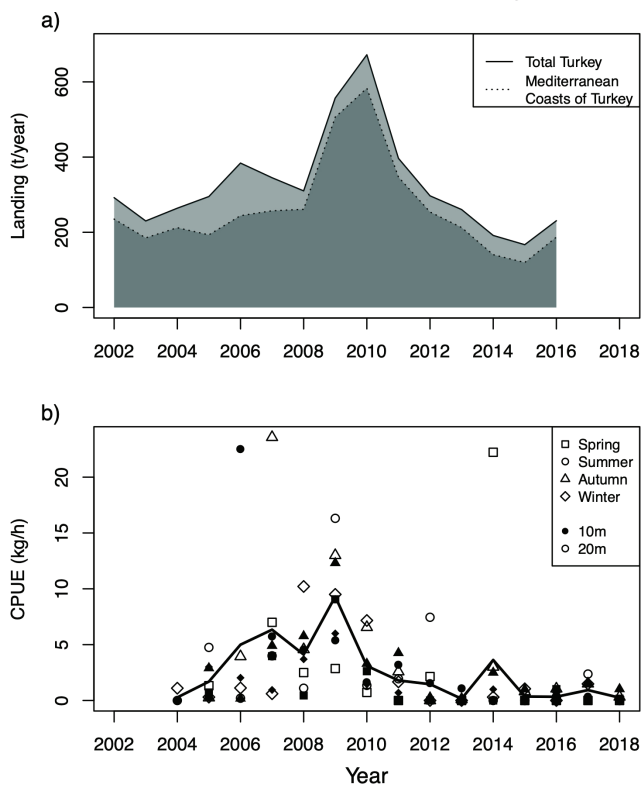 a)
Total Turkey
Mediterranean
Coasts of Turkey
Landing (t/year)
600
400
200
0
2002 2004 2006 2008 2010 2012 2014 2016 2018
b)
Spring
Summer
Autumn
Winter
10m
20m
CPUE (kg/h)
20
15
10
5
0
2002 2004 2006 2008 2010 2012 2014 2016 2018
Year